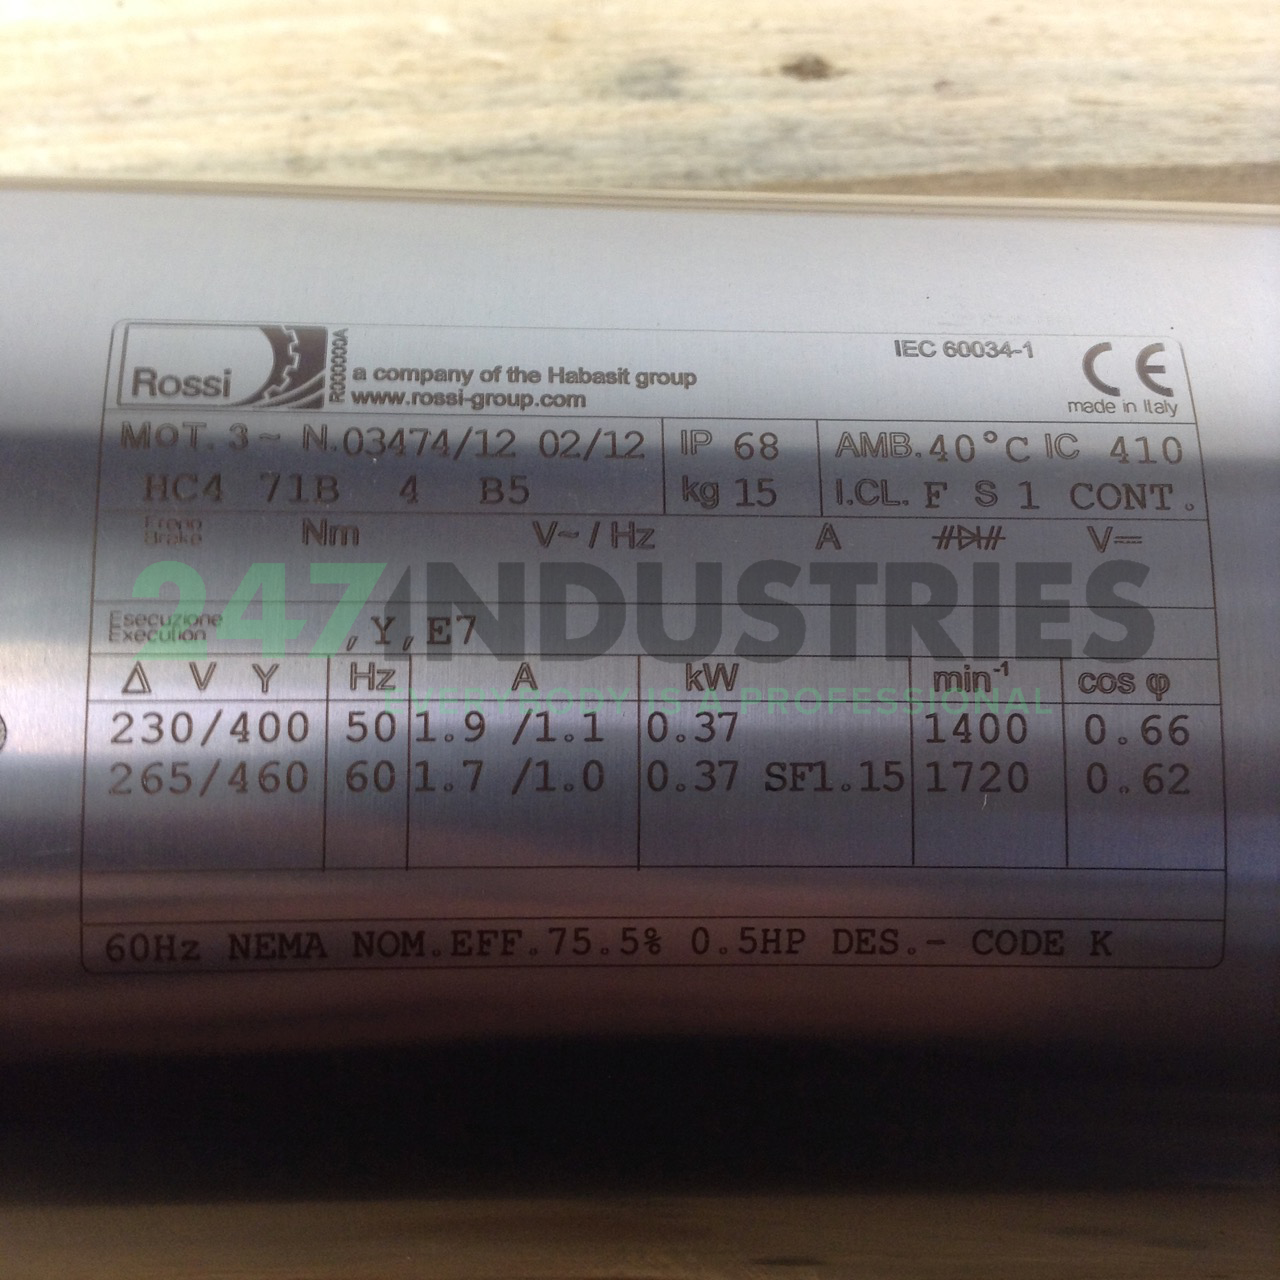 Rossi
R000000A
a company of the Habasit group
www.rossi-group.com
IEC 60034-1
CE
made in Italy
MOT. 3~ N.03474/12 02/12 IP 68 AMB.40°C IC 410
HC4 71B 4 B5 kg 15 I.CL. F S 1 CONT.
Freno
Brake
Nm V~/Hz A V⎓
247 INDUSTRIES
EVERYBODY IS A PROFESSIONAL
Esecuzione
Execution
,Y,E7
Δ V Y Hz A kW min-1 cos φ
230/400 50 1.9 /1.1 0.37 1400 0.66
265/460 60 1.7 /1.0 0.37 SF1.15 1720 0.62
60Hz NEMA NOM.EFF.75.5% 0.5HP DES.- CODE K